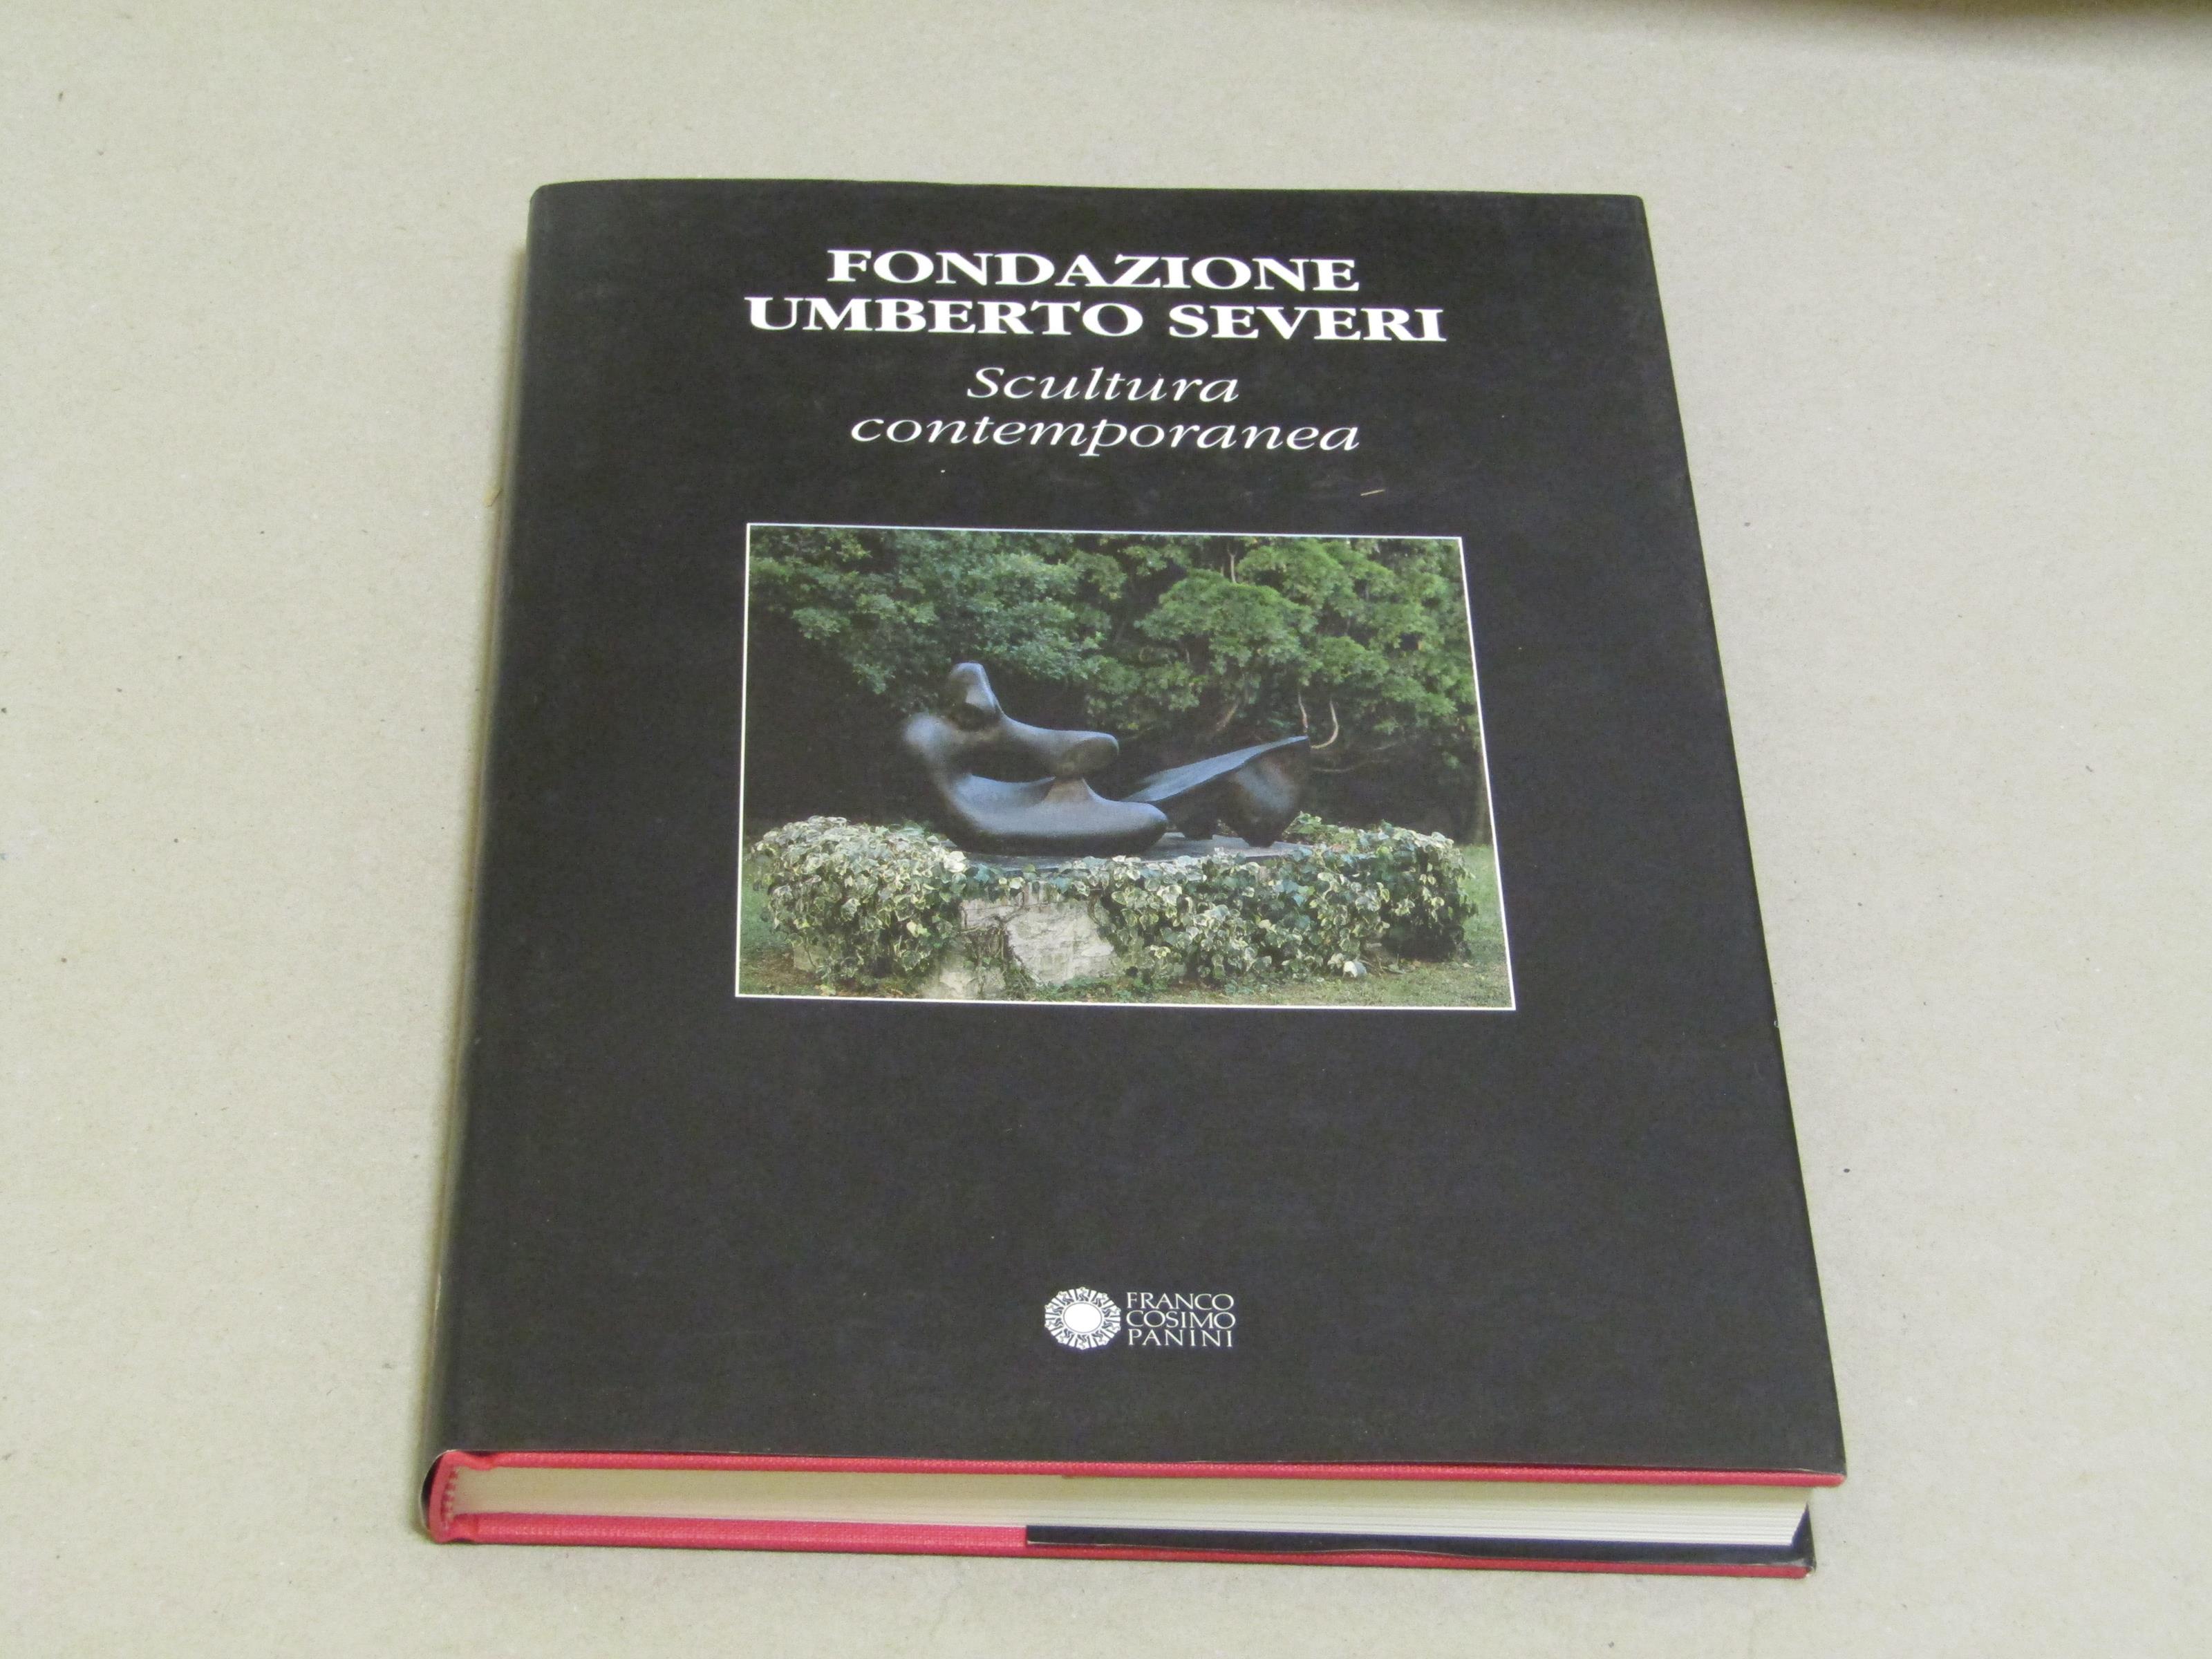 FONDAZIONE
UMBERTO SEVERI
Scultura
contemporanea
FRANCO
COSIMO
PANINI